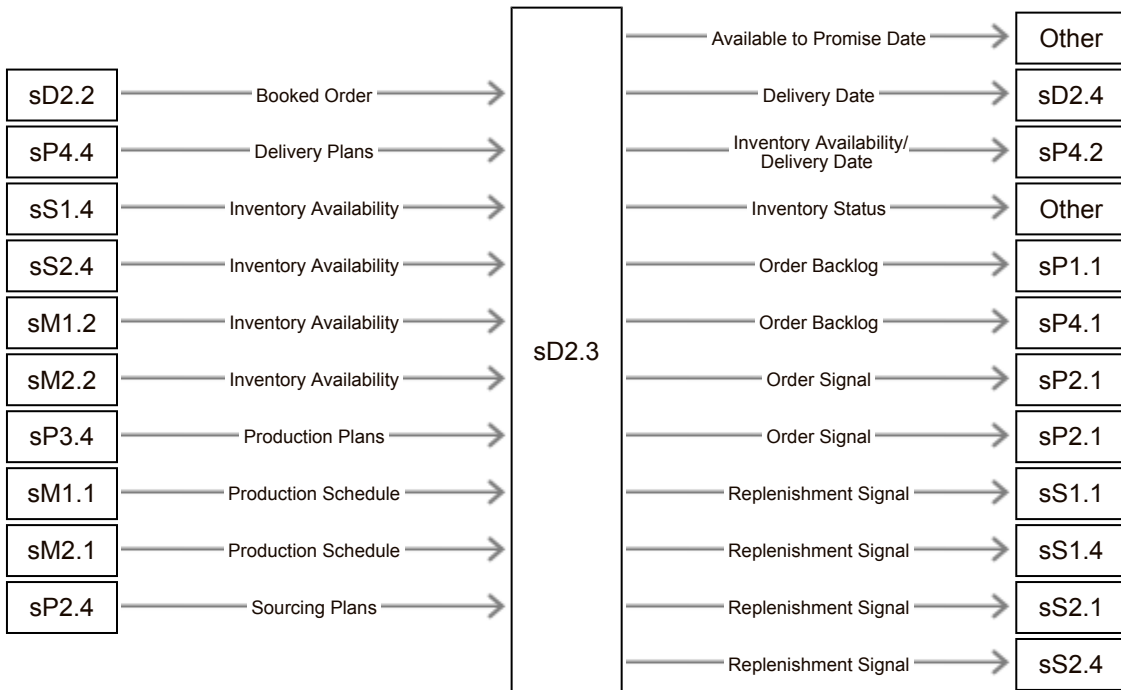 Available to Promise Date Other
sD2.2 Booked Order Delivery Date sD2.4
sP4.4 Delivery Plans Inventory Availability/
Delivery Date sP4.2
sS1.4 Inventory Availability Inventory Status Other
sS2.4 Inventory Availability Order Backlog sP1.1
sM1.2 Inventory Availability Order Backlog sP4.1
sD2.3
sM2.2 Inventory Availability Order Signal sP2.1
sP3.4 Production Plans Order Signal sP2.1
sM1.1 Production Schedule Replenishment Signal sS1.1
sM2.1 Production Schedule Replenishment Signal sS1.4
sP2.4 Sourcing Plans Replenishment Signal sS2.1
Replenishment Signal sS2.4